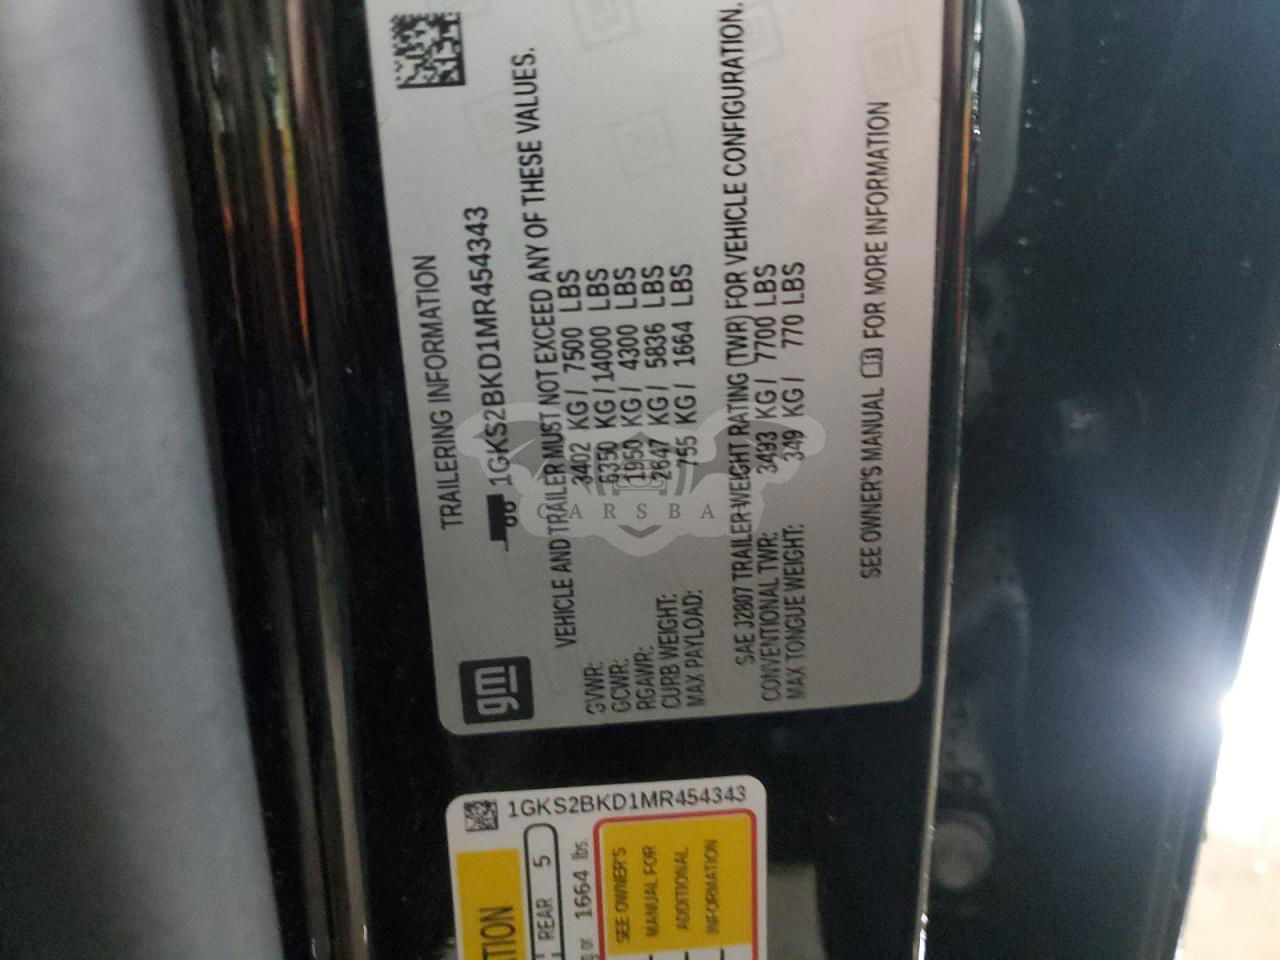 TRAILERING INFORMATION
gm
1GKS2BKD1MR454343
VEHICLE AND TRAILER MUST NOT EXCEED ANY OF THESE VALUES.
GVWR: 3402 KG / 7500 LBS
GCWR: 6350 KG / 14000 LBS
RGAWR: 1950 KG / 4300 LBS
CURB WEIGHT: 2647 KG / 5836 LBS
MAX PAYLOAD: 755 KG / 1664 LBS
SAE J2807 TRAILER WEIGHT RATING (TWR) FOR VEHICLE CONFIGURATION.
CONVENTIONAL TWR: 3493 KG / 7700 LBS
MAX TONGUE WEIGHT: 349 KG / 770 LBS
SEE OWNER'S MANUAL FOR MORE INFORMATION
CARSBA
1GKS2BKD1MR454343
REAR 5
or 1664 lbs.
SEE OWNER'S
MANUAL FOR
ADDITIONAL
INFORMATION